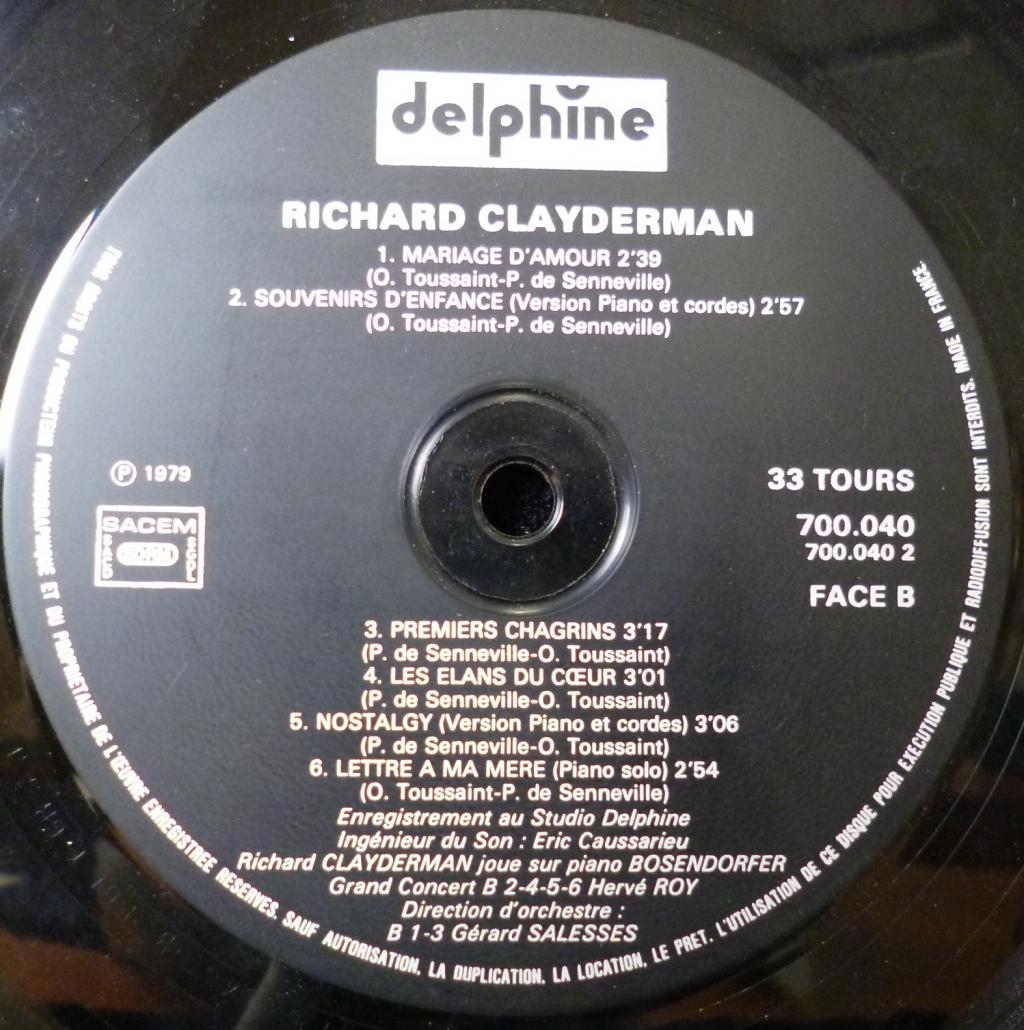 delphine
RICHARD CLAYDERMAN
1. MARIAGE D'AMOUR 2'39
(O. Toussaint-P. de Senneville)
2. SOUVENIRS D'ENFANCE (Version Piano et cordes) 2'57
(O. Toussaint-P. de Senneville)
℗ 1979
SACEM
SACD
SDRM
SGDL
33 TOURS
700.040
700.040 2
FACE B
3. PREMIERS CHAGRINS 3'17
(P. de Senneville-O. Toussaint)
4. LES ELANS DU CŒUR 3'01
(P. de Senneville-O. Toussaint)
5. NOSTALGY (Version Piano et cordes) 3'06
(P. de Senneville-O. Toussaint)
6. LETTRE A MA MERE (Piano solo) 2'54
(O. Toussaint-P. de Senneville)
Enregistrement au Studio Delphine
Ingénieur du Son : Eric Caussarieu
Richard CLAYDERMAN joue sur piano BOSENDORFER
Grand Concert B 2-4-5-6 Hervé ROY
Direction d'orchestre :
B 1-3 Gérard SALESSES
TOUS DROITS DU PRODUCTEUR PHONOGRAPHIQUE ET DU PROPRIETAIRE DE L'ŒUVRE ENREGISTREE RESERVES. SAUF AUTORISATION, LA DUPLICATION, LA LOCATION, LE PRET, L'UTILISATION DE CE DISQUE POUR EXECUTION PUBLIQUE ET RADIODIFFUSION SONT INTERDITS. MADE IN FRANCE.